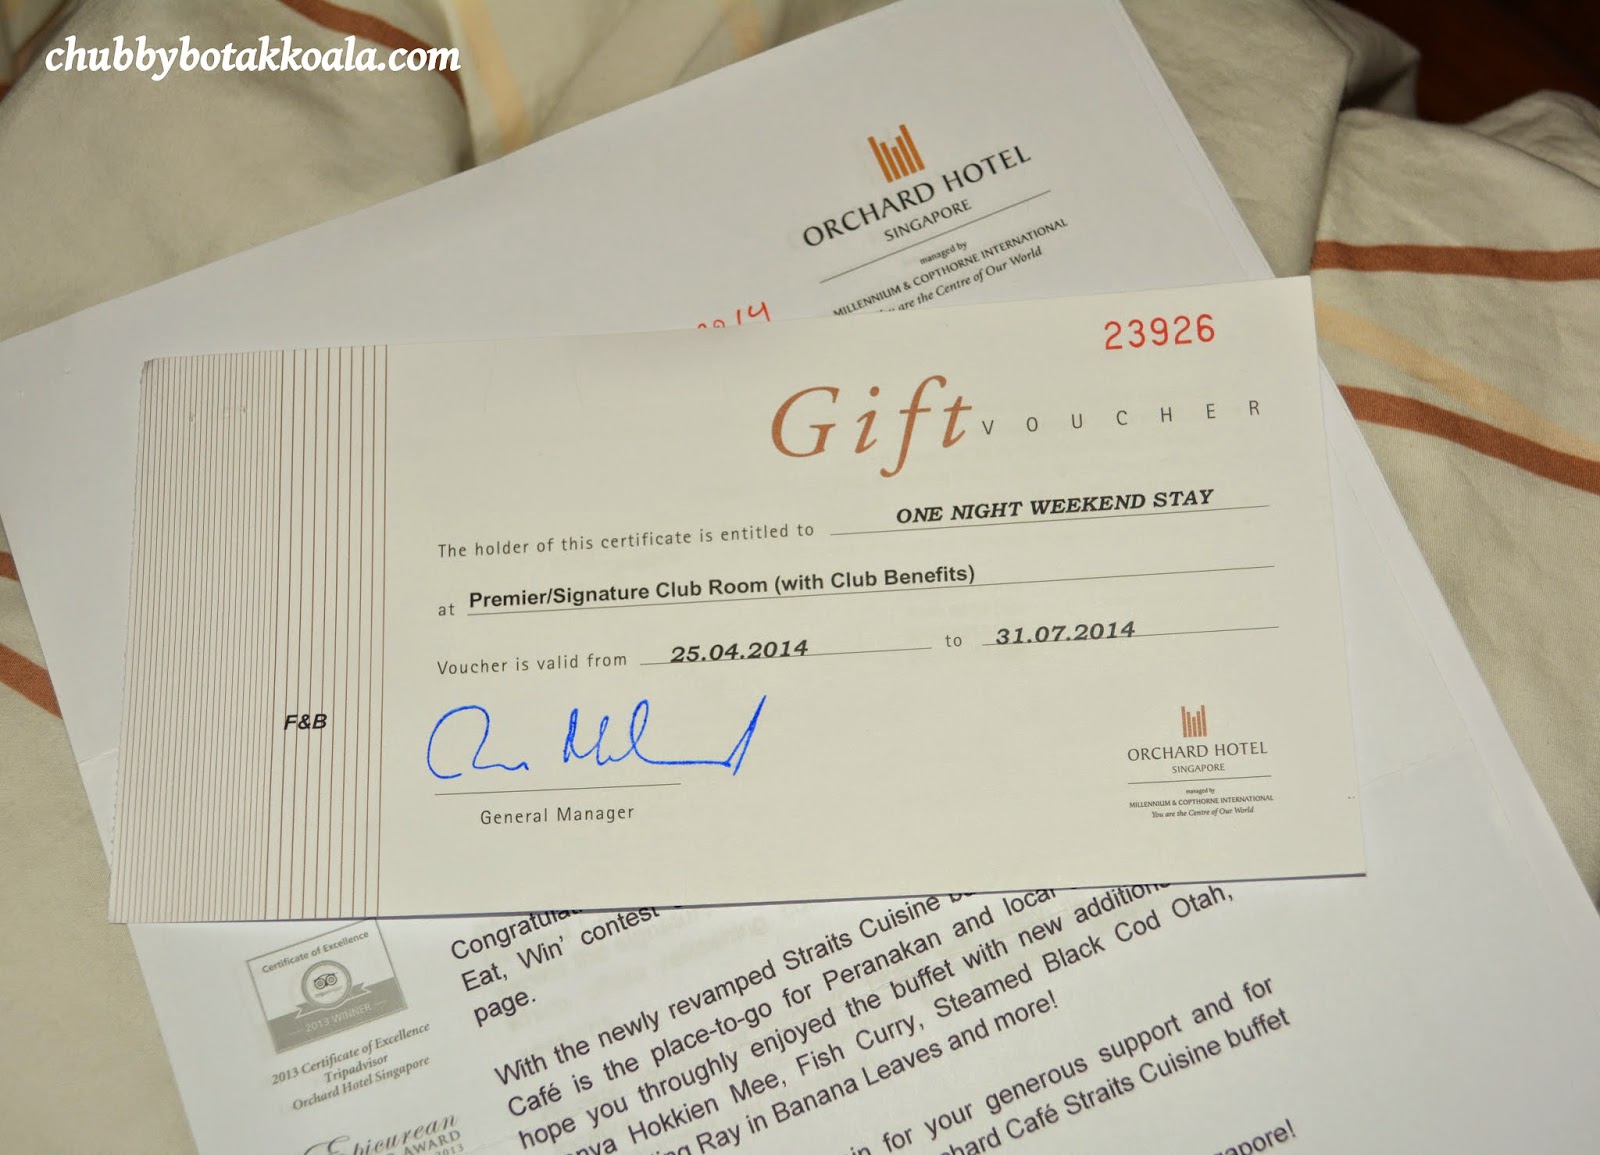 chubbybotakkoala.com
ORCHARD HOTEL
SINGAPORE
managed by
MILLENNIUM & COPTHORNE INTERNATIONAL
are the Centre of Our World
23926
Gift VOUCHER
The holder of this certificate is entitled to ONE NIGHT WEEKEND STAY
at Premier/Signature Club Room (with Club Benefits)
Voucher is valid from 25.04.2014 to 31.07.2014
F&B
General Manager
ORCHARD HOTEL
SINGAPORE
managed by
MILLENNIUM & COPTHORNE INTERNATIONAL
You are the Centre of Our World
Certificate of Excellence
2013 WINNER
2013 Certificate of Excellence
Tripadvisor
Orchard Hotel Singapore
Epicurean
AWARD
2013
Eat, Win' contest
page.
With the newly revamped Straits Cuisine
Café is the place-to-go for Peranakan and local
hope you throughly enjoyed the buffet with new
Hokkien Mee, Fish Curry, Steamed Black Cod Otah,
Ray in Banana Leaves and more!
for your generous support and for
Café Straits Cuisine buffet